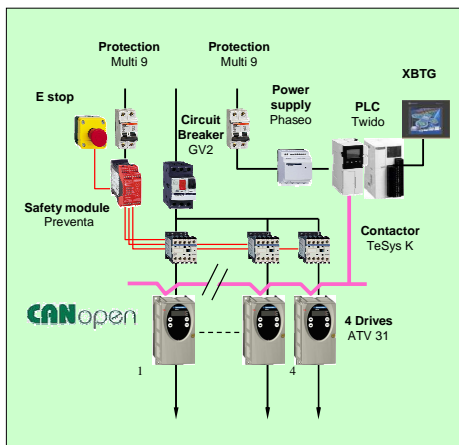 Protection
Multi 9
Protection
Multi 9
XBTG
E stop
Power
supply
Phaseo
PLC
Twido
Circuit
Breaker
GV2
Safety module
Preventa
Contactor
TeSys K
CANopen
4 Drives
ATV 31
1
4